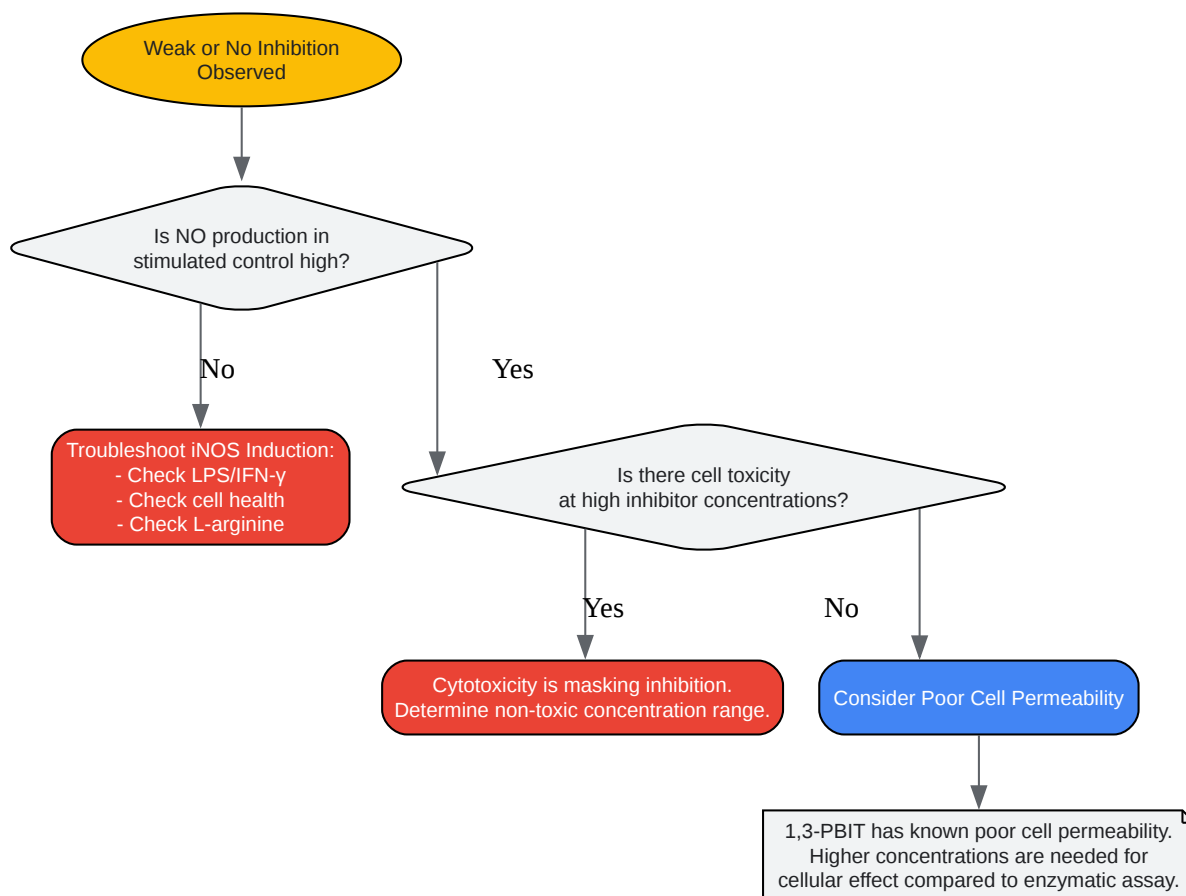 Weak or No Inhibition
Observed
Is NO production in
stimulated control high?
No
Yes
Troubleshoot iNOS Induction:
- Check LPS/IFN-γ
- Check cell health
- Check L-arginine
Is there cell toxicity
at high inhibitor concentrations?
Yes
No
Cytotoxicity is masking inhibition.
Determine non-toxic concentration range.
Consider Poor Cell Permeability
1,3-PBIT has known poor cell permeability.
Higher concentrations are needed for
cellular effect compared to enzymatic assay.